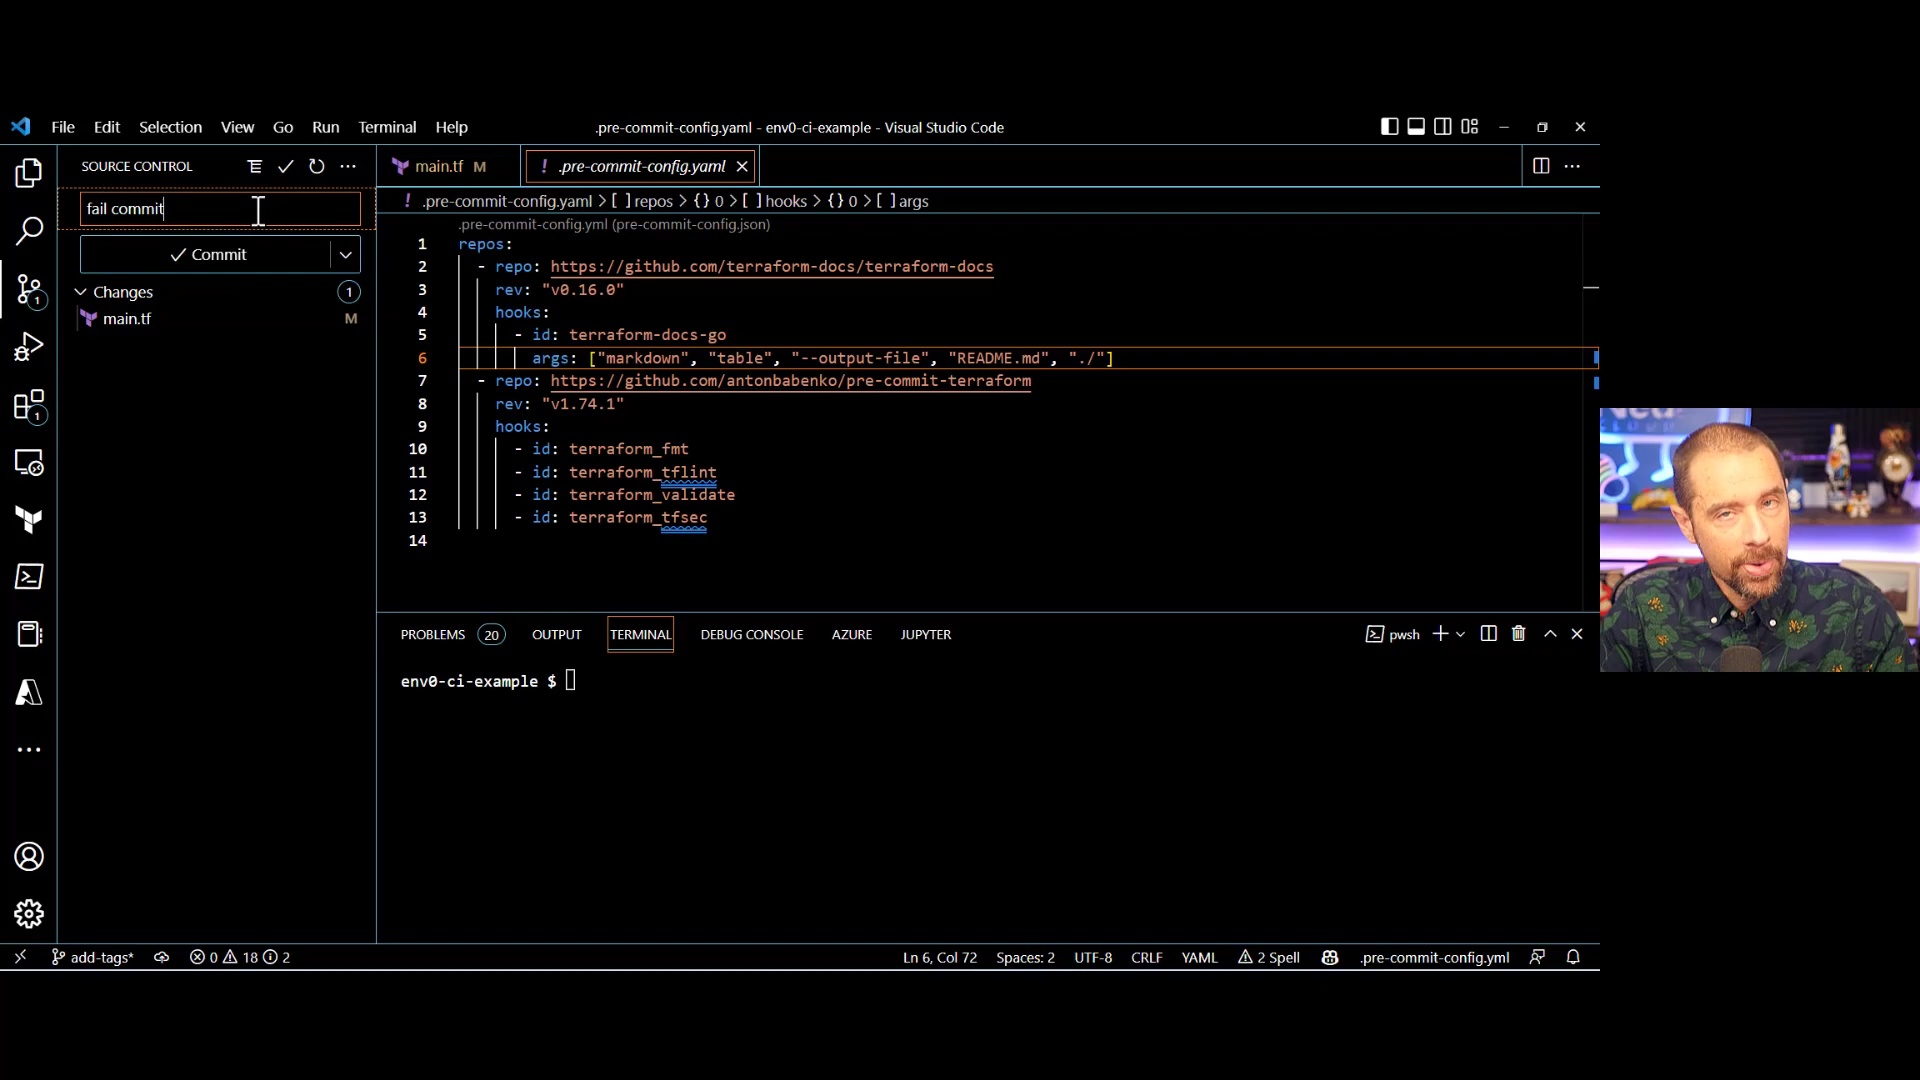 File Edit Selection View Go Run Terminal Help
.pre-commit-config.yaml - env0-ci-example - Visual Studio Code
SOURCE CONTROL
fail commit
Commit
Changes 1
main.tf M
1
1
main.tf M
! .pre-commit-config.yaml
! .pre-commit-config.yaml > [ ] repos > {} 0 > [ ] hooks > {} 0 > [ ] args
.pre-commit-config.yml (pre-commit-config.json)
1 repos:
2 - repo: https://github.com/terraform-docs/terraform-docs
3 rev: "v0.16.0"
4 hooks:
5 - id: terraform-docs-go
6 args: ["markdown", "table", "--output-file", "README.md", "./"]
7 - repo: https://github.com/antonbabenko/pre-commit-terraform
8 rev: "v1.74.1"
9 hooks:
10 - id: terraform_fmt
11 - id: terraform_tflint
12 - id: terraform_validate
13 - id: terraform_tfsec
14
PROBLEMS 20 OUTPUT TERMINAL DEBUG CONSOLE AZURE JUPYTER
pwsh
env0-ci-example $
add-tags* 0 18 2
Ln 6, Col 72 Spaces: 2 UTF-8 CRLF YAML 2 Spell .pre-commit-config.yml